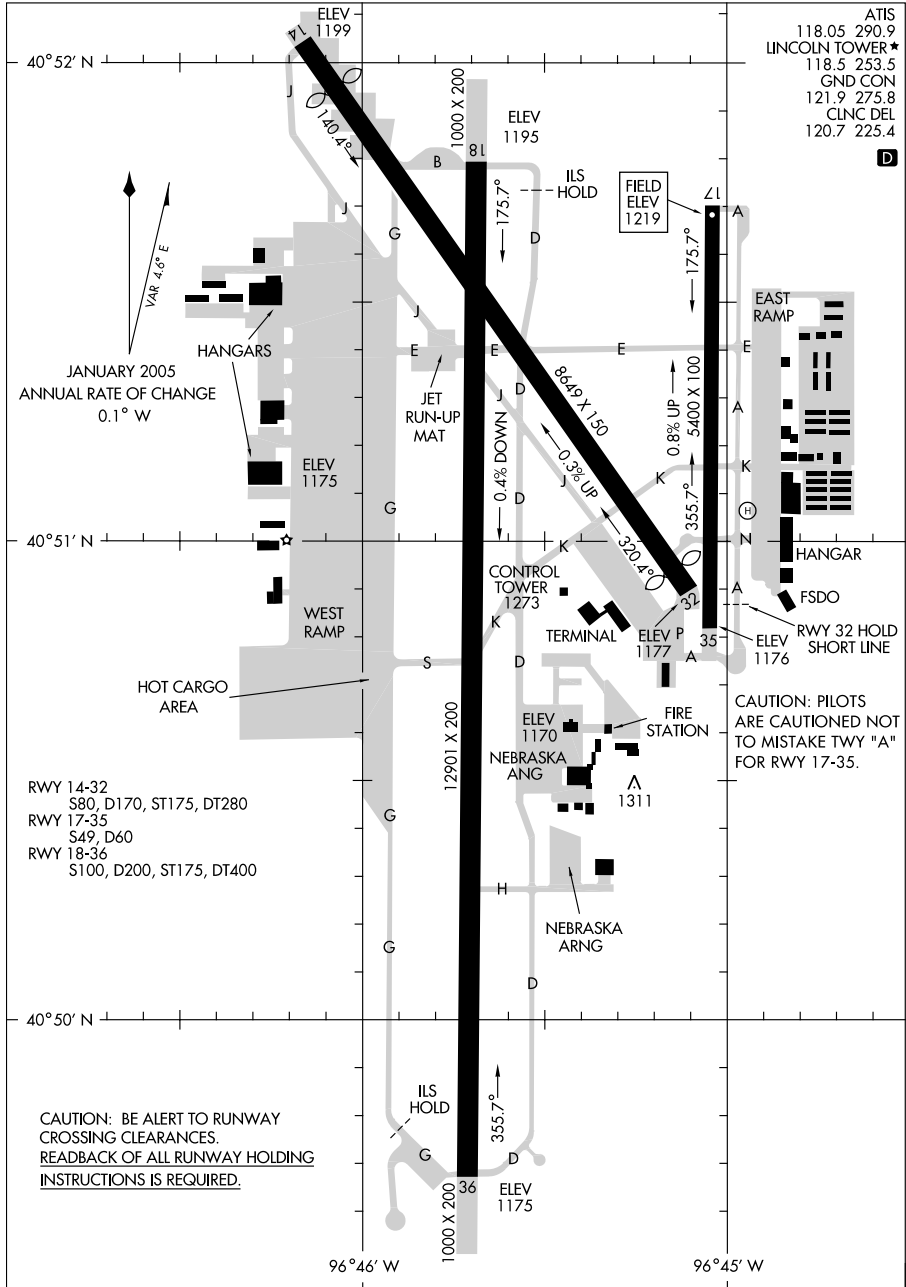 ATIS
118.05 290.9
LINCOLN TOWER★
118.5 253.5
GND CON
121.9 275.8
CLNC DEL
120.7 225.4
D
40°52' N
14
ELEV
1199
J
140.4°
1000 X 200
ELEV
1195
18
B
175.7°
ILS
HOLD
FIELD
ELEV
1219
17
A
175.7°
VAR 4.6° E
J
G
D
J
EAST
RAMP
HANGARS
E
E
E
E
JANUARY 2005
ANNUAL RATE OF CHANGE
0.1° W
JET
RUN-UP
MAT
J
D
8649 X 150
0.8% UP
5400 X 100
A
ELEV
1175
0.4% DOWN
0.3% UP
J
K
K
355.7°
G
D
H
40°51' N
K
320.4°
N
HANGAR
CONTROL
TOWER
1273
32
A
FSDO
WEST
RAMP
K
TERMINAL
ELEV
1177
P
35
ELEV
1176
RWY 32 HOLD
SHORT LINE
S
D
A
HOT CARGO
AREA
12901 X 200
ELEV
1170
FIRE
STATION
CAUTION: PILOTS
ARE CAUTIONED NOT
TO MISTAKE TWY "A"
FOR RWY 17-35.
NEBRASKA
ANG
1311
RWY 14-32
S80, D170, ST175, DT280
RWY 17-35
S49, D60
RWY 18-36
S100, D200, ST175, DT400
G
H
NEBRASKA
ARNG
G
D
40°50' N
ILS
HOLD
355.7°
CAUTION: BE ALERT TO RUNWAY
CROSSING CLEARANCES.
READBACK OF ALL RUNWAY HOLDING
INSTRUCTIONS IS REQUIRED.
G
D
36
ELEV
1175
1000 X 200
96°46' W
96°45' W